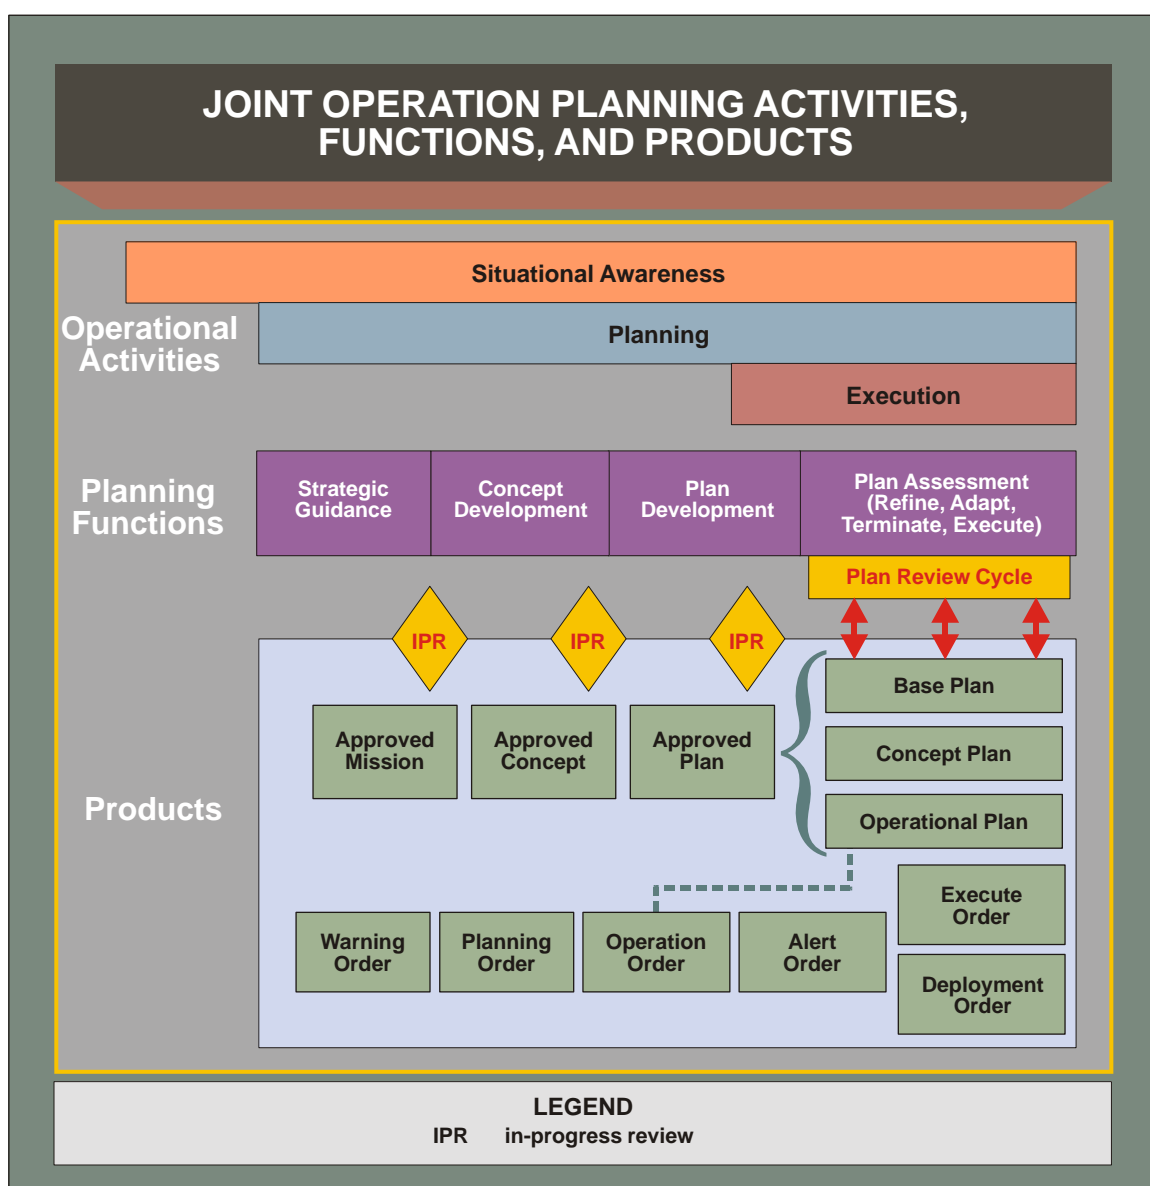 JOINT OPERATION PLANNING ACTIVITIES,
FUNCTIONS, AND PRODUCTS
Situational Awareness
Operational
Activities
Planning
Execution
Planning
Functions
Strategic
Guidance
Concept
Development
Plan
Development
Plan Assessment
(Refine, Adapt,
Terminate, Execute)
Plan Review Cycle
IPR
IPR
IPR
Products
Approved
Mission
Approved
Concept
Approved
Plan
Base Plan
Concept Plan
Operational Plan
Warning
Order
Planning
Order
Operation
Order
Alert
Order
Execute
Order
Deployment
Order
LEGEND
IPR in-progress review